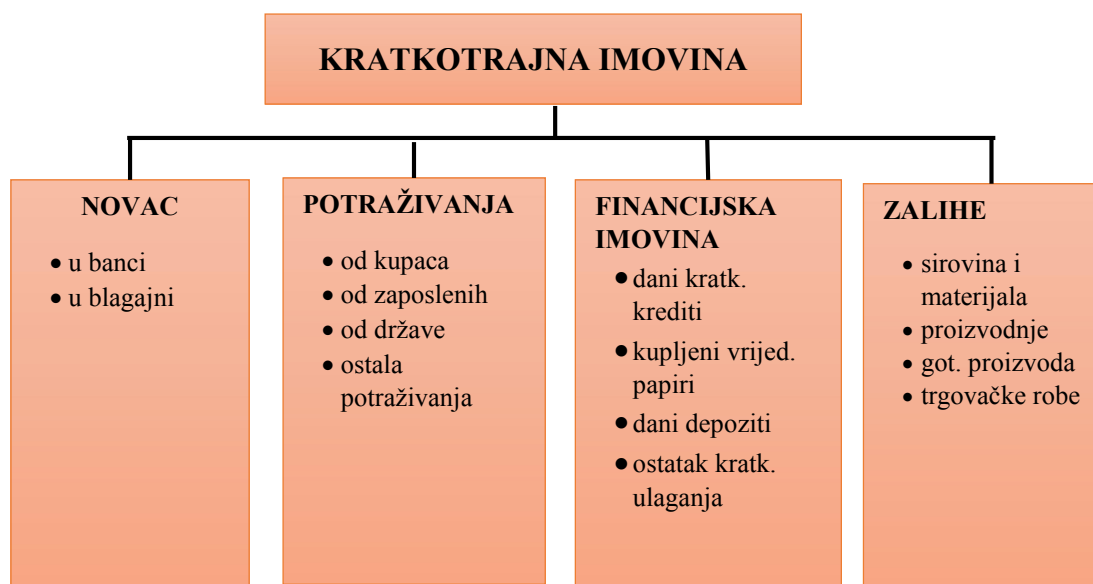 KRATKOTRAJNA IMOVINA
NOVAC
• u banci
• u blagajni
POTRAŽIVANJA
• od kupaca
• od zaposlenih
• od države
• ostala
potraživanja
FINANCIJSKA
IMOVINA
• dani kratk.
krediti
• kupljeni vrijed.
papiri
• dani depoziti
• ostatak kratk.
ulaganja
ZALIHE
• sirovina i
materijala
• proizvodnje
• got. proizvoda
• trgovačke robe